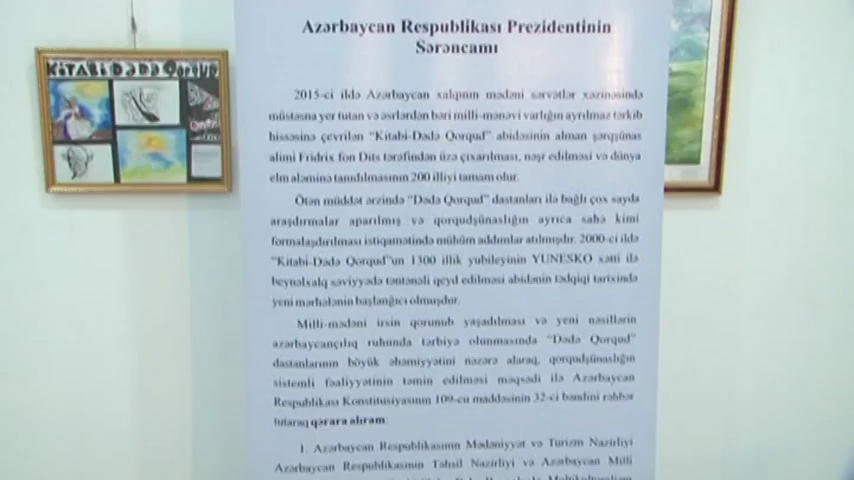 KİTABİ DƏDƏ QORQUD
Azərbaycan Respublikası Prezidentinin
Sərəncamı
2015-ci ildə Azərbaycan xalqının mədəni sərvətlər xəzinəsində
müstəsna yer tutan və əsrlərdən bəri milli-mənəvi varlığın ayrılmaz tərkib
hissəsinə çevrilən "Kitabi-Dədə Qorqud" abidəsinin alman şərqşünas
alimi Fridrix fon Dits tərəfindən üzə çıxarılması, nəşr edilməsi və dünya
elm aləminə tanıdılmasının 200 illiyi tamam olur.
Ötən müddət ərzində "Dədə Qorqud" dastanları ilə bağlı çox sayda
araşdırmalar aparılmış və qorqudşünaslığın ayrıca sahə kimi
formalaşdırılması istiqamətində mühüm addımlar atılmışdır. 2000-ci ildə
"Kitabi-Dədə Qorqud"un 1300 illik yubileyinin YUNESKO xətti ilə
beynəlxalq səviyyədə təntənəli qeyd edilməsi abidənin tədqiqi tarixində
yeni mərhələnin başlanğıcı olmuşdur.
Milli-mədəni irsin qorunub yaşadılması və yeni nəsillərin
azərbaycançılıq ruhunda tərbiyə olunmasında "Dədə Qorqud"
dastanlarının böyük əhəmiyyətini nəzərə alaraq, qorqudşünaslığın
sistemli fəaliyyətinin təmin edilməsi məqsədi ilə Azərbaycan
Respublikası Konstitusiyasının 109-cu maddəsinin 32-ci bəndini rəhbər
tutaraq qərara alıram:
1. Azərbaycan Respublikasının Mədəniyyət və Turizm Nazirliyi
Azərbaycan Respublikasının Təhsil Nazirliyi və Azərbaycan Milli